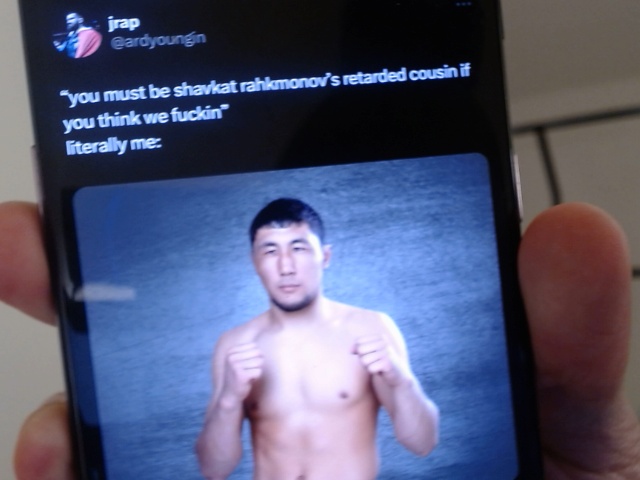 jrap
@ardyoungin
“you must be shavkat rahkmonov’s retarded cousin if
you think we fuckin”
literally me: